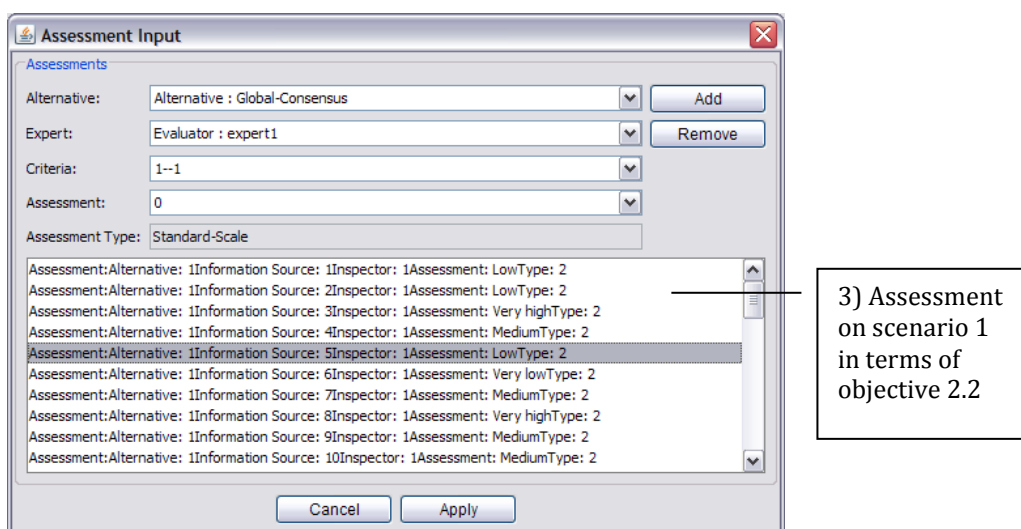 Assessment Input
Assessments
Alternative: Alternative : Global-Consensus Add
Expert: Evaluator : expert1 Remove
Criteria: 1--1
Assessment: 0
Assessment Type: Standard-Scale
Assessment:Alternative: 1Information Source: 1Inspector: 1Assessment: LowType: 2
Assessment:Alternative: 1Information Source: 2Inspector: 1Assessment: LowType: 2
Assessment:Alternative: 1Information Source: 3Inspector: 1Assessment: Very highType: 2
Assessment:Alternative: 1Information Source: 4Inspector: 1Assessment: MediumType: 2
Assessment:Alternative: 1Information Source: 5Inspector: 1Assessment: LowType: 2
Assessment:Alternative: 1Information Source: 6Inspector: 1Assessment: Very lowType: 2
Assessment:Alternative: 1Information Source: 7Inspector: 1Assessment: MediumType: 2
Assessment:Alternative: 1Information Source: 8Inspector: 1Assessment: Very highType: 2
Assessment:Alternative: 1Information Source: 9Inspector: 1Assessment: MediumType: 2
Assessment:Alternative: 1Information Source: 10Inspector: 1Assessment: MediumType: 2
Cancel Apply
3) Assessment
on scenario 1
in terms of
objective 2.2